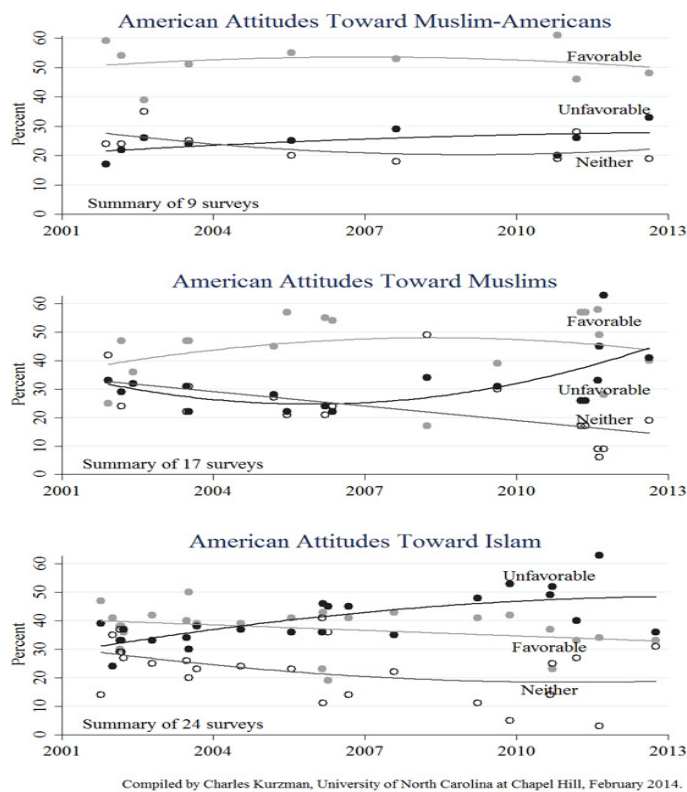 American Attitudes Toward Muslim-Americans
60
50
40
30
20
10
0
Percent
Favorable
Unfavorable
Neither
Summary of 9 surveys
2001 2004 2007 2010 2013
American Attitudes Toward Muslims
60
50
40
30
20
10
0
Percent
Favorable
Unfavorable
Neither
Summary of 17 surveys
2001 2004 2007 2010 2013
American Attitudes Toward Islam
60
50
40
30
20
10
0
Percent
Unfavorable
Favorable
Neither
Summary of 24 surveys
2001 2004 2007 2010 2013
Compiled by Charles Kurzman, University of North Carolina at Chapel Hill, February 2014.